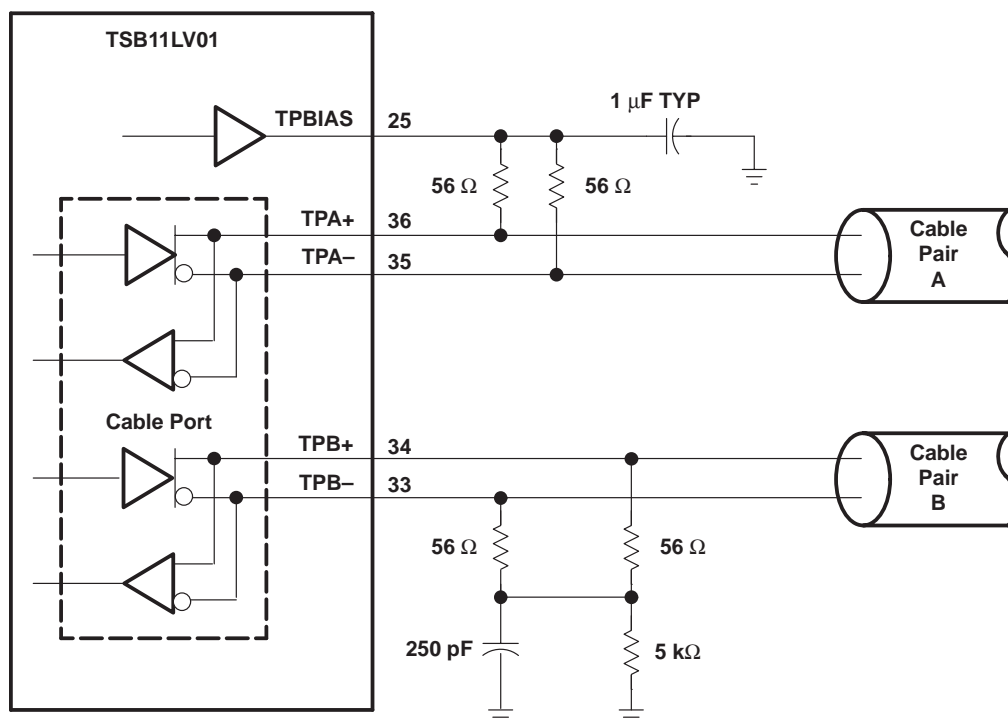 TSB11LV01
1 μF TYP
TPBIAS 25
56 Ω 56 Ω
TPA+ 36
TPA− 35
Cable
Pair
A
Cable Port
TPB+ 34
TPB− 33
Cable
Pair
B
56 Ω 56 Ω
250 pF 5 kΩ